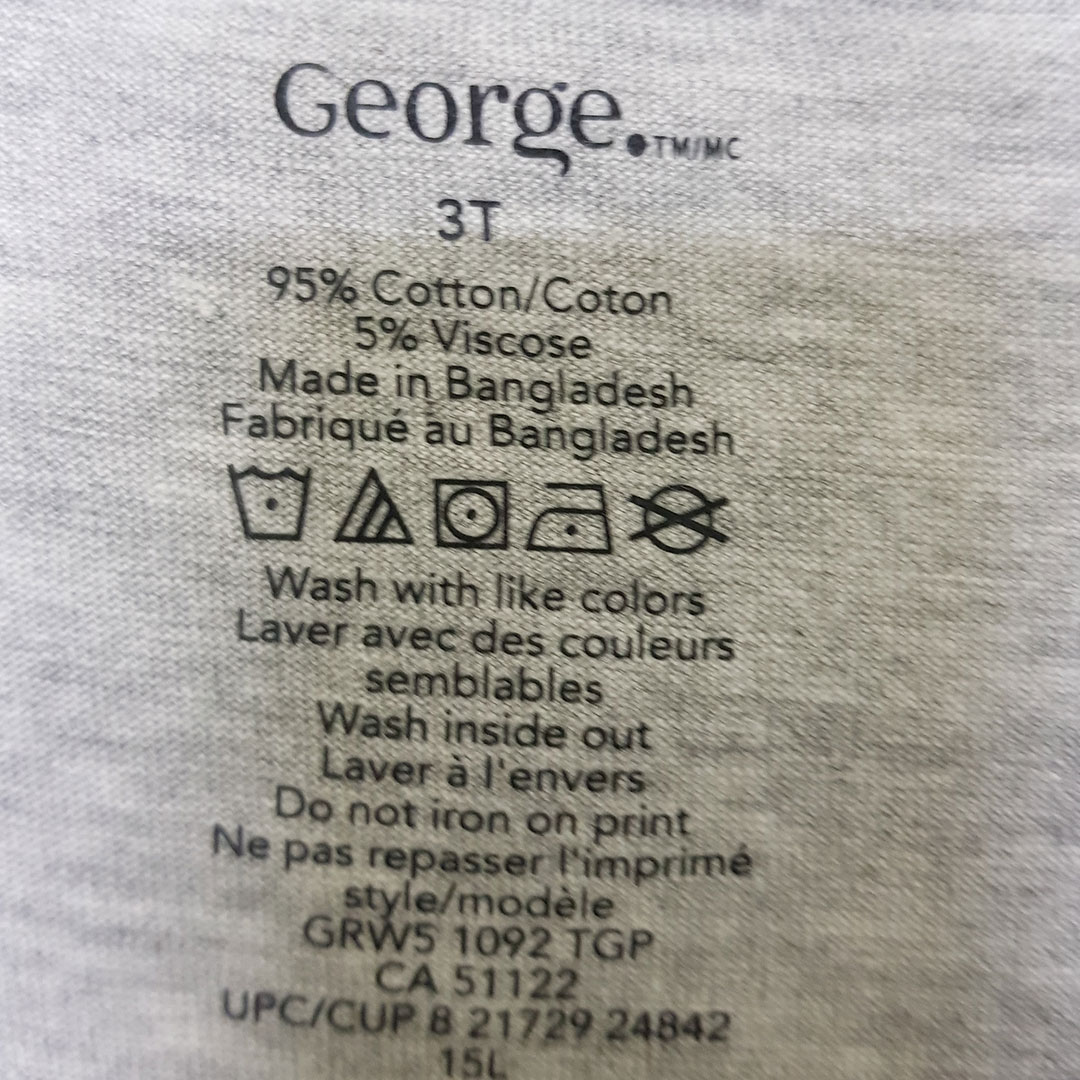 George.TM/MC
3T
95% Cotton/Coton
5% Viscose
Made in Bangladesh
Fabriqué au Bangladesh
Wash with like colors
Laver avec des couleurs
semblables
Wash inside out
Laver à l'envers
Do not iron on print
Ne pas repasser l'imprimé
style/modèle
GRW5 1092 TGP
CA 51122
UPC/CUP 8 21729 24842
15L